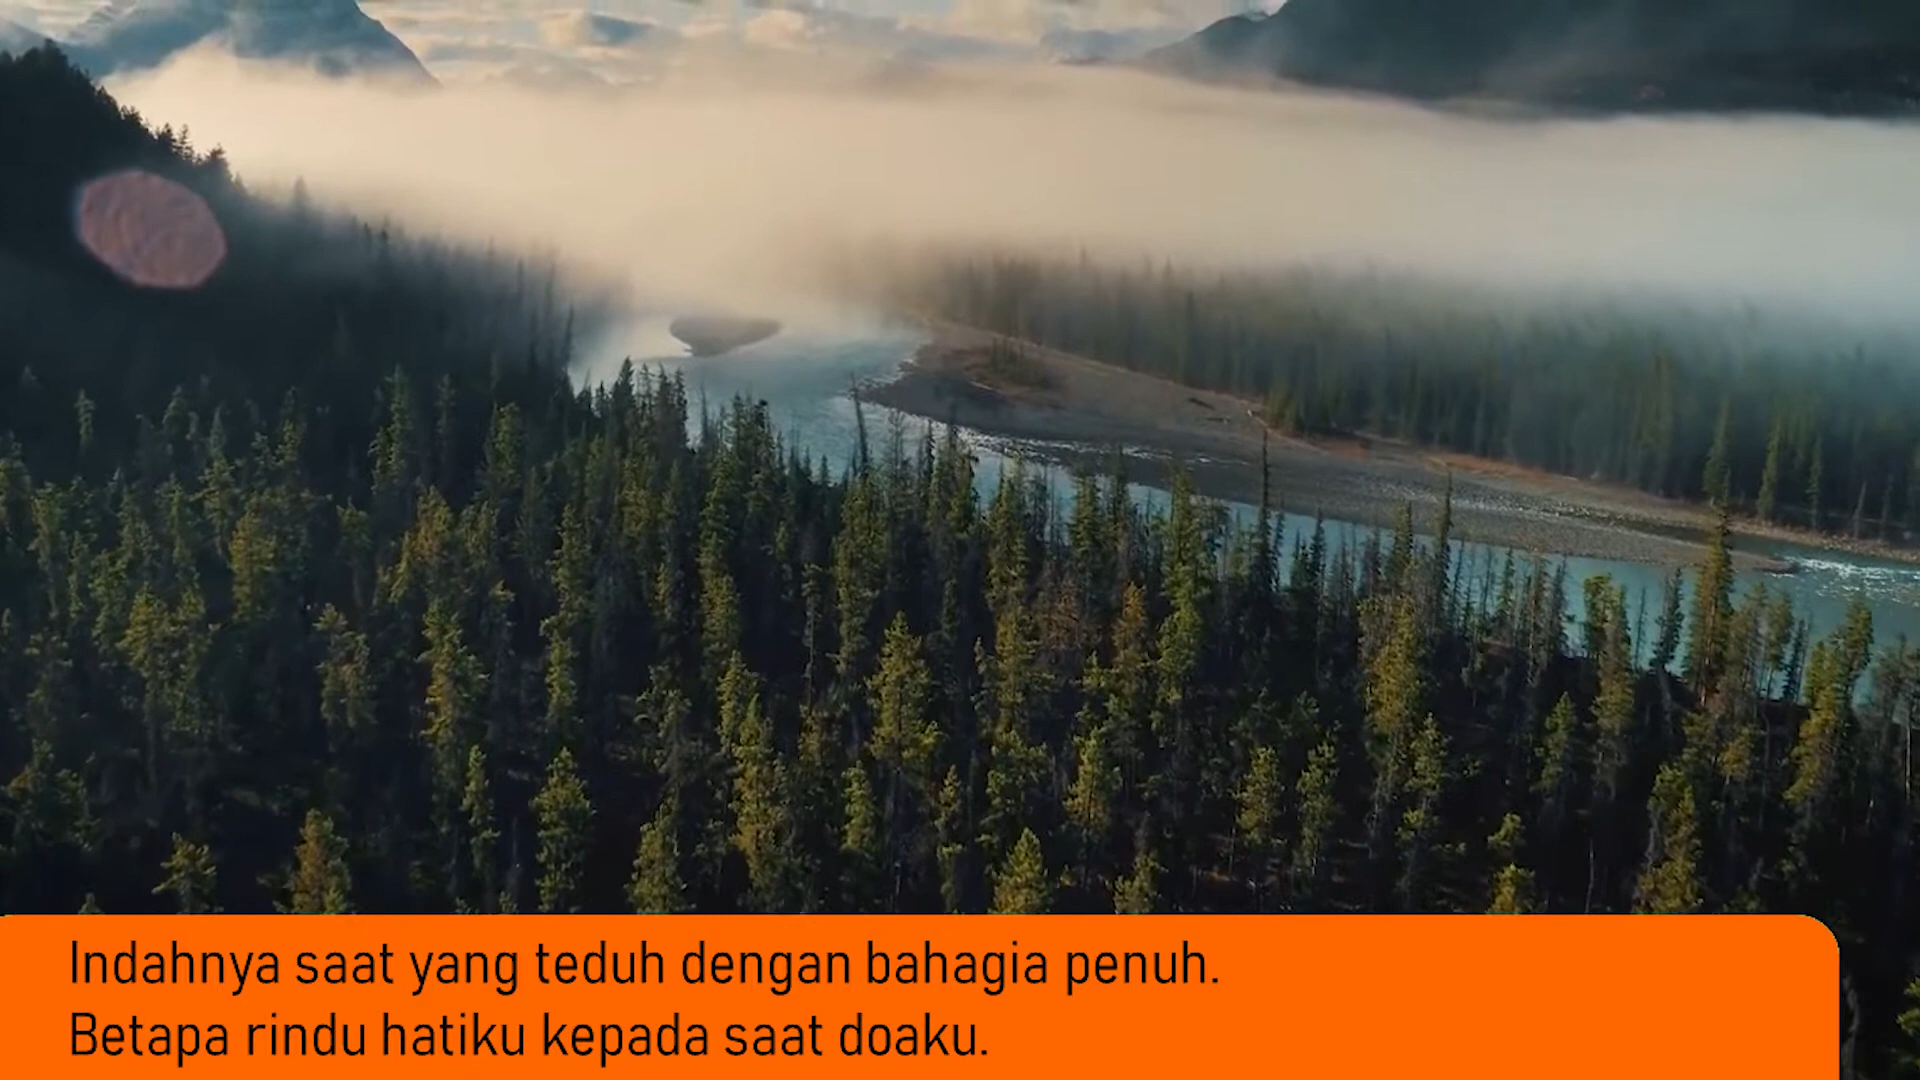 Indahnya saat yang teduh dengan bahagia penuh.
Betapa rindu hatiku kepada saat doaku.